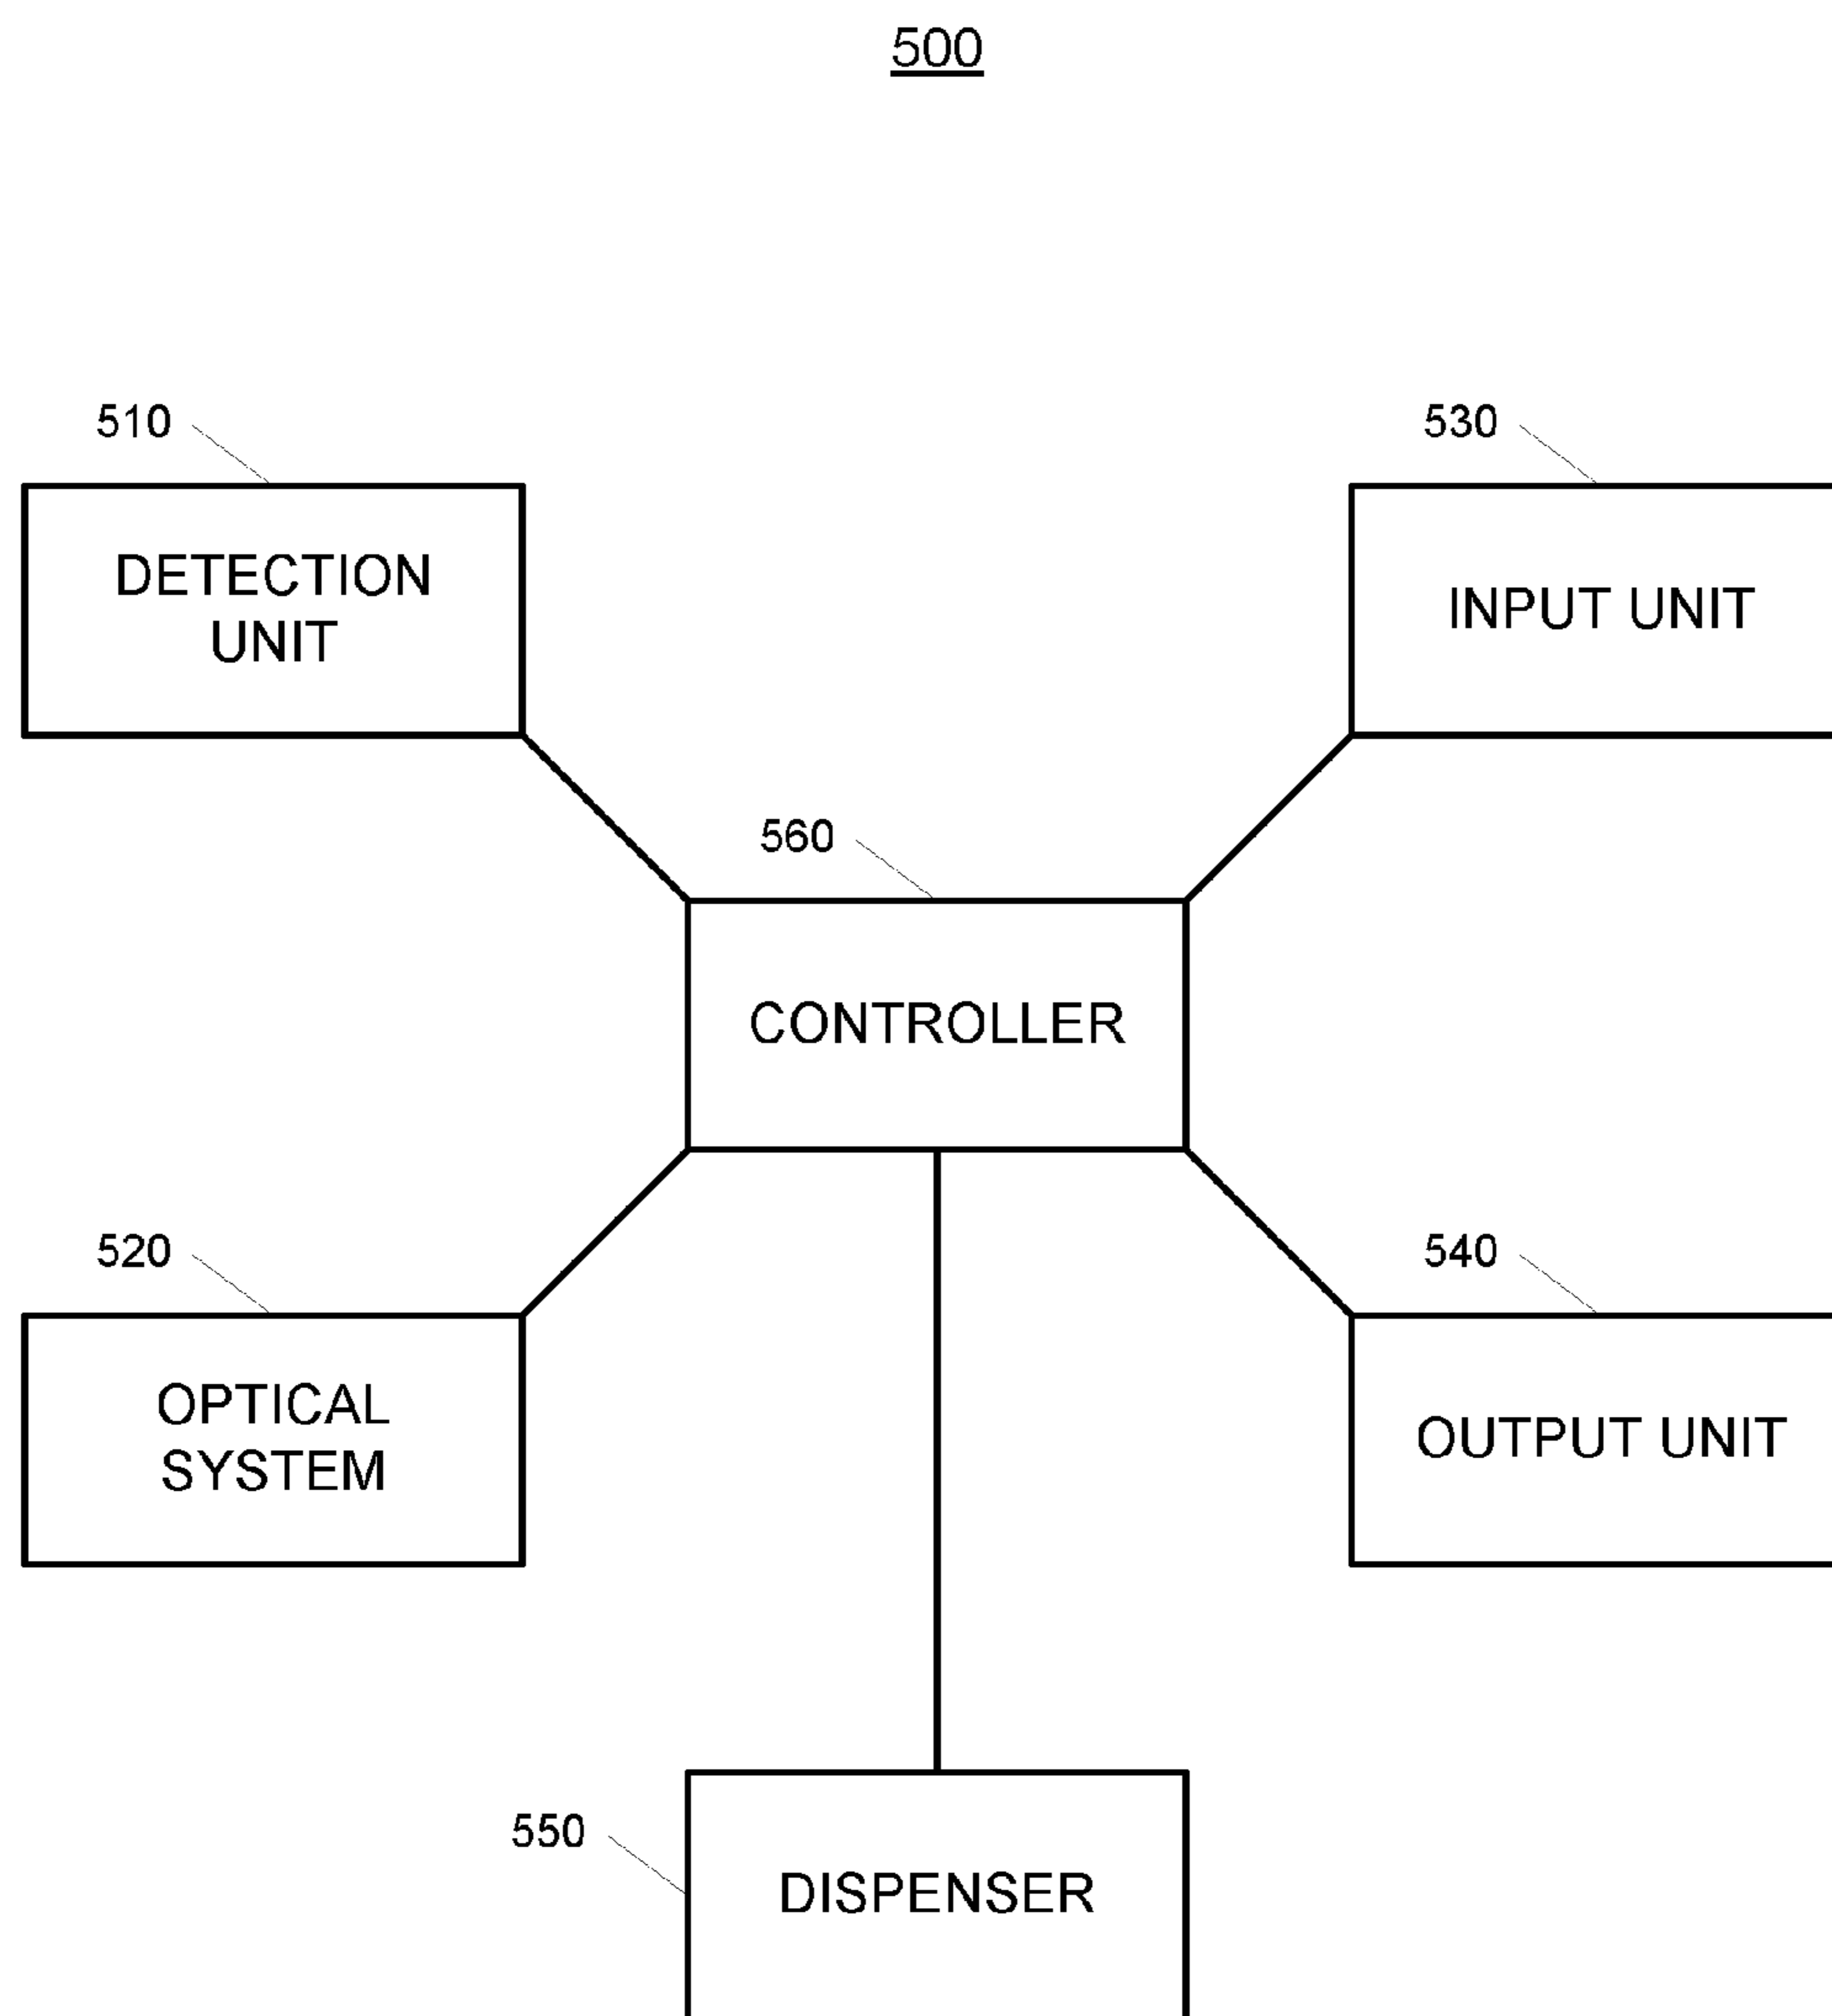 500
510
530
DETECTION
UNIT
INPUT UNIT
560
CONTROLLER
520
540
OPTICAL
SYSTEM
OUTPUT UNIT
550
DISPENSER